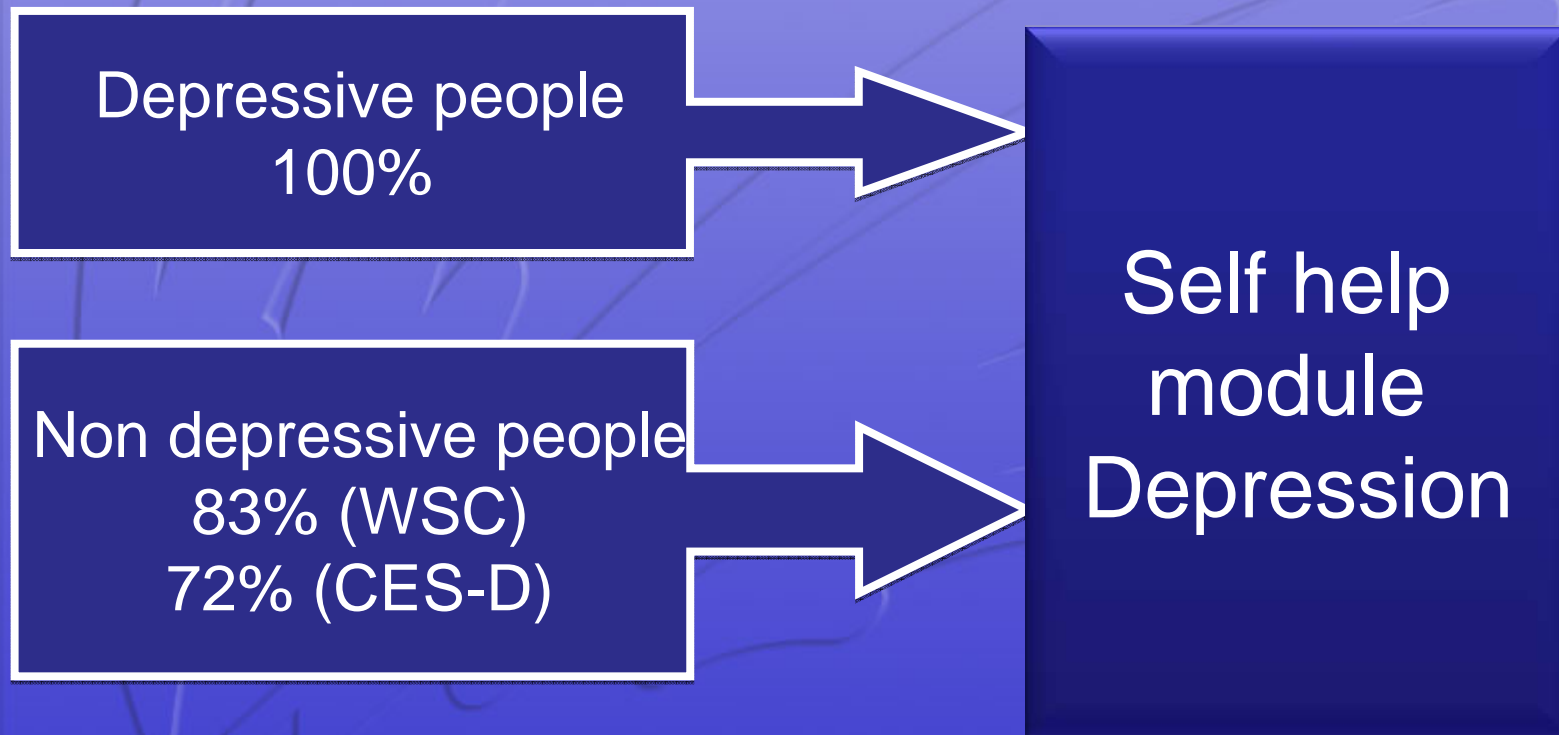 Depressive people
100%
Non depressive people
83% (WSC)
72% (CES-D)
Self help
module
Depression